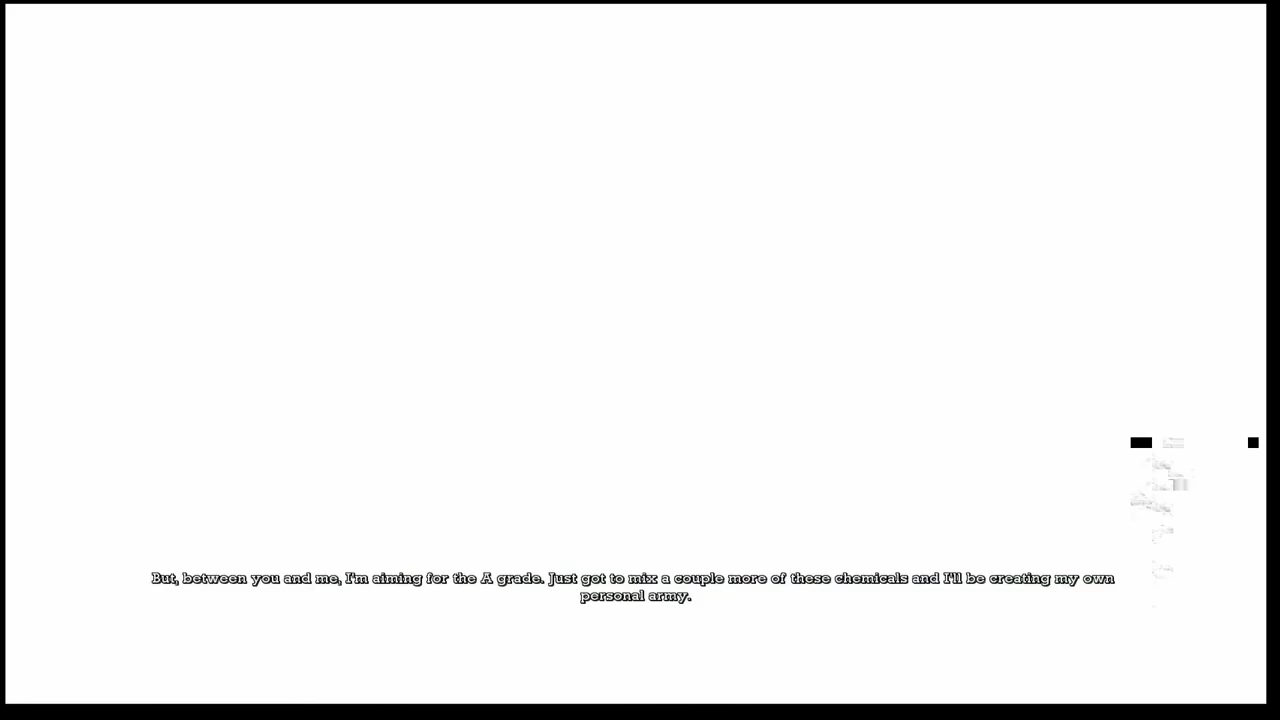 But, between you and me, I'm aiming for the A grade. Just got to mix a couple more of these chemicals and I'll be creating my own
personal army.